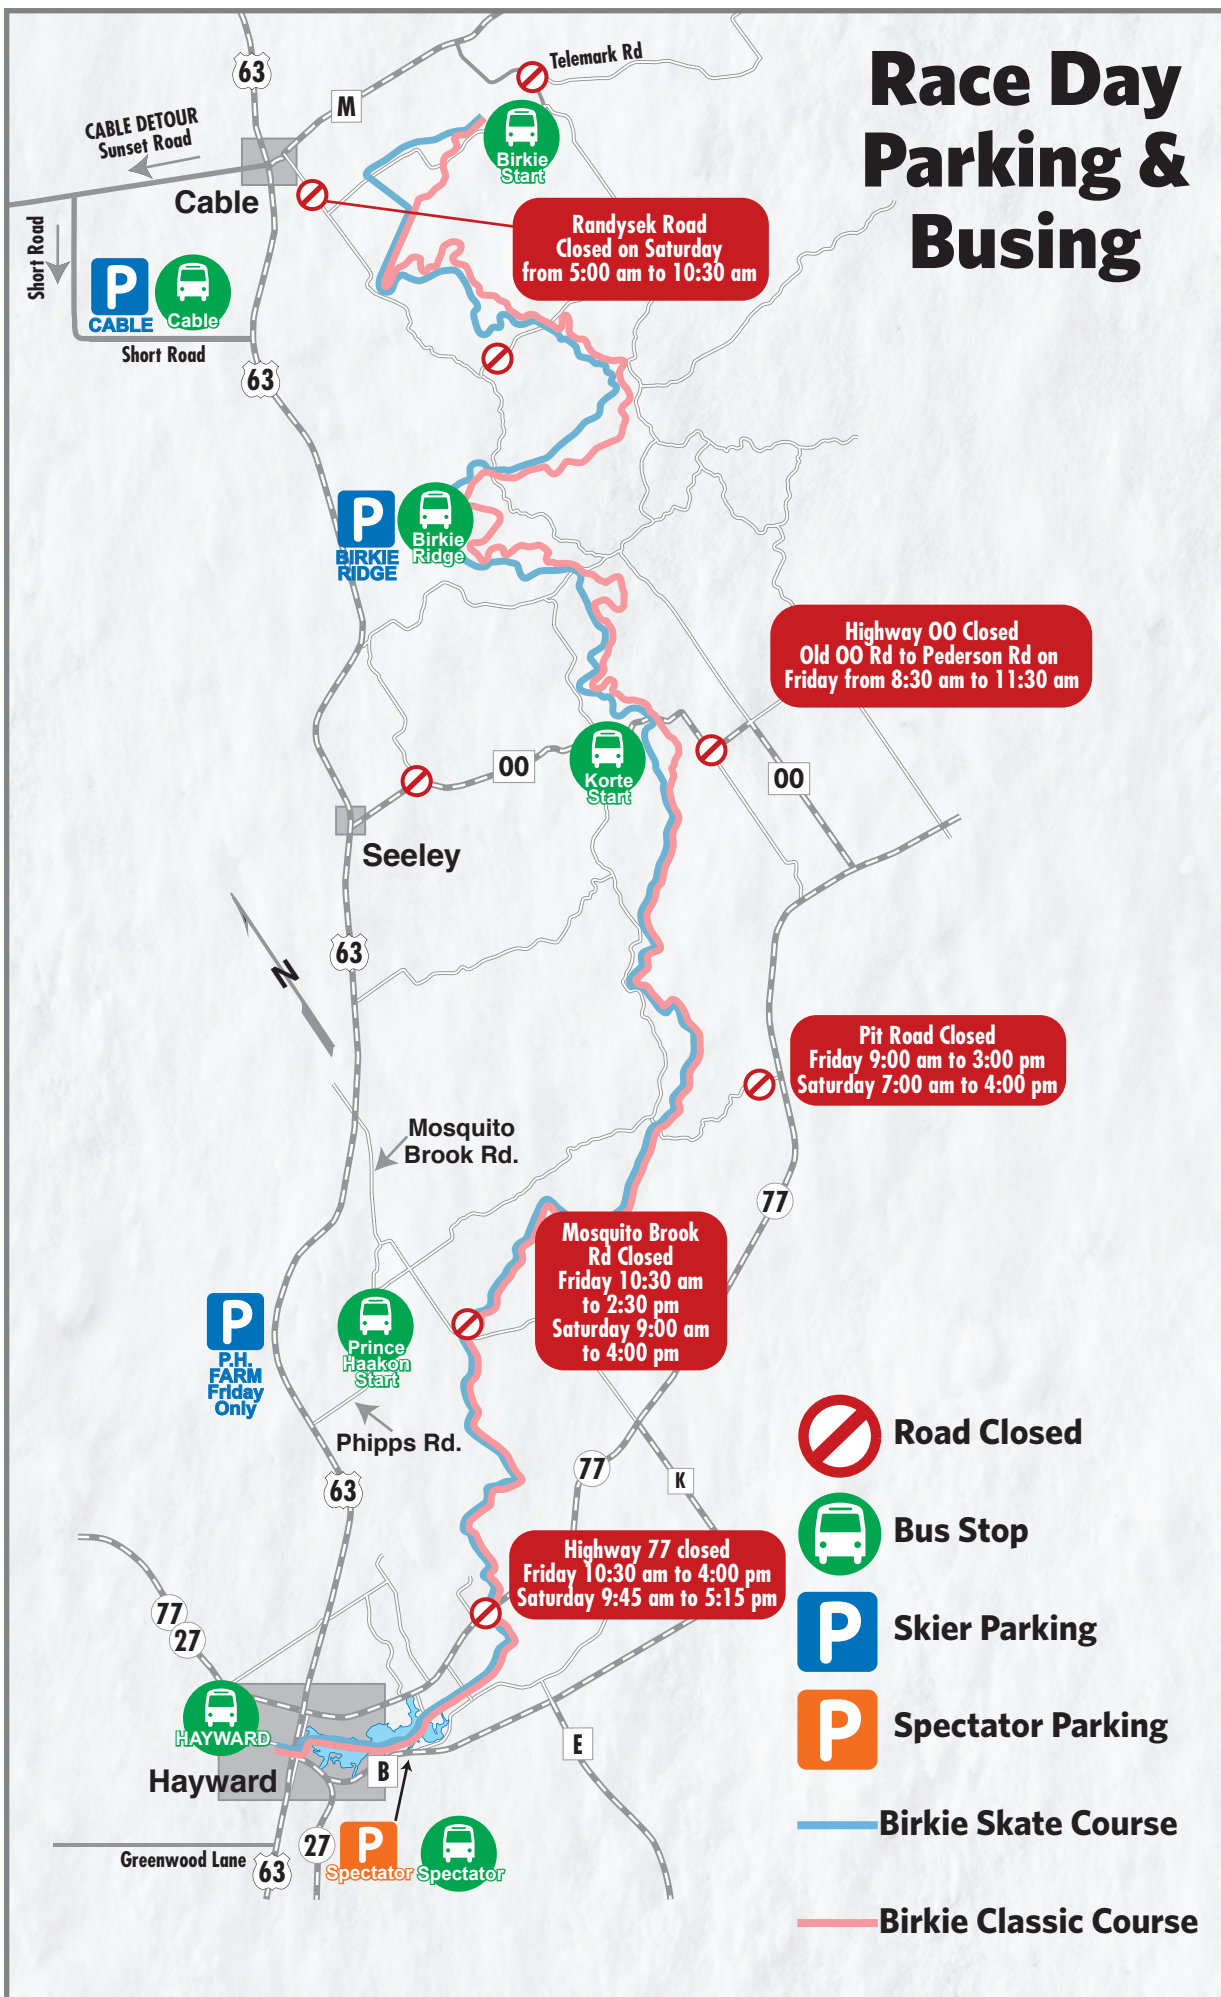 Race Day
Parking &
Busing
63
Telemark Rd
M
CABLE DETOUR
Sunset Road
Birkie
Start
Cable
Randysek Road
Closed on Saturday
from 5:00 am to 10:30 am
Short Road
P
CABLE
Cable
Short Road
63
P
BIRKIE
RIDGE
Birkie
Ridge
Highway OO Closed
Old OO Rd to Pederson Rd on
Friday from 8:30 am to 11:30 am
OO
Korte
Start
OO
Seeley
63
N
Pit Road Closed
Friday 9:00 am to 3:00 pm
Saturday 7:00 am to 4:00 pm
Mosquito
Brook Rd.
77
Mosquito Brook
Rd Closed
Friday 10:30 am
to 2:30 pm
Saturday 9:00 am
to 4:00 pm
P
P.H.
FARM
Friday
Only
Prince
Haakon
Start
Phipps Rd.
63
77
K
Highway 77 closed
Friday 10:30 am to 4:00 pm
Saturday 9:45 am to 5:15 pm
77
27
HAYWARD
Hayward
B
E
Greenwood Lane
63
27
P
Spectator
Spectator
Road Closed
Bus Stop
P
Skier Parking
P
Spectator Parking
Birkie Skate Course
Birkie Classic Course